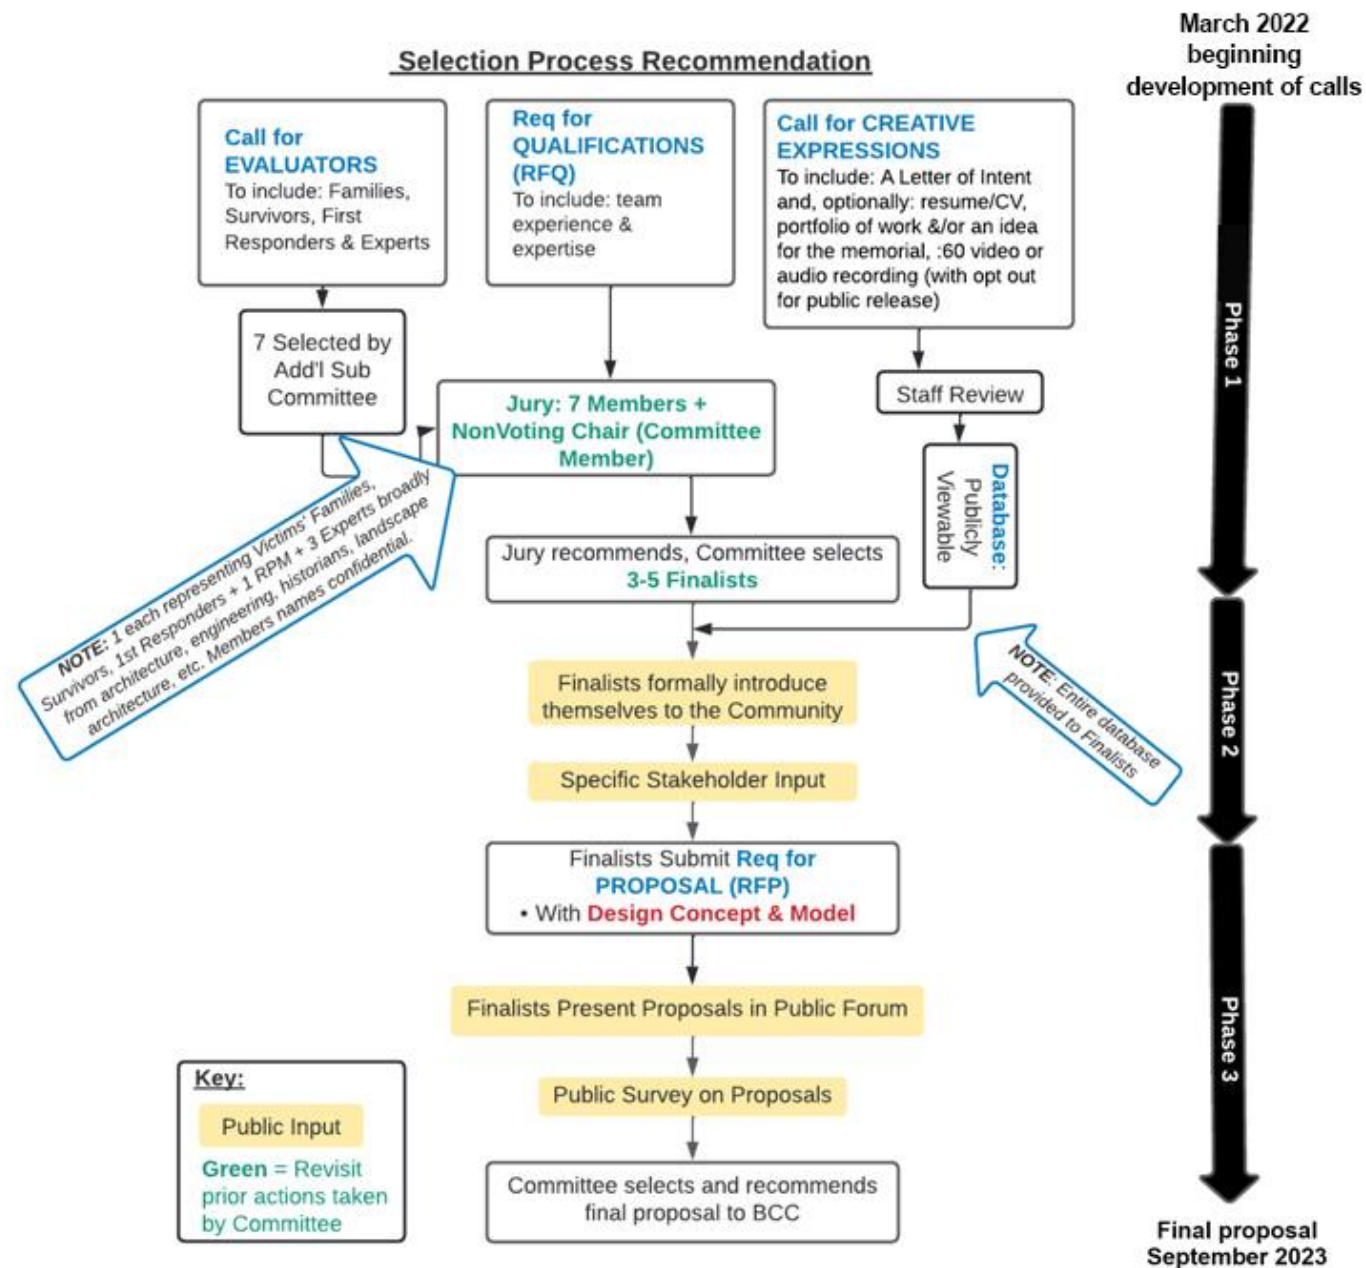 March 2022
beginning
development of calls
Selection Process Recommendation
Call for
EVALUATORS
To include: Families,
Survivors, First
Responders & Experts
Req for
QUALIFICATIONS
(RFQ)
To include: team
experience &
expertise
Call for CREATIVE
EXPRESSIONS
To include: A Letter of Intent
and, optionally: resume/CV,
portfolio of work &/or an idea
for the memorial, :60 video or
audio recording (with opt out
for public release)
7 Selected by
Add'l Sub
Committee
Jury: 7 Members +
NonVoting Chair (Committee
Member)
Staff Review
Database:
Publicly
Viewable
NOTE: 1 each representing Victims' Families,
Survivors, 1st Responders + 1 RPM + 3 Experts broadly
from architecture, engineering, historians, landscape
architecture, etc. Members names confidential.
Jury recommends, Committee selects
3-5 Finalists
NOTE: Entire database
provided to Finalists
Finalists formally introduce
themselves to the Community
Specific Stakeholder Input
Finalists Submit Req for
PROPOSAL (RFP)
• With Design Concept & Model
Finalists Present Proposals in Public Forum
Public Survey on Proposals
Committee selects and recommends
final proposal to BCC
Key:
Public Input
Green = Revisit
prior actions taken
by Committee
Phase 1
Phase 2
Phase 3
Final proposal
September 2023